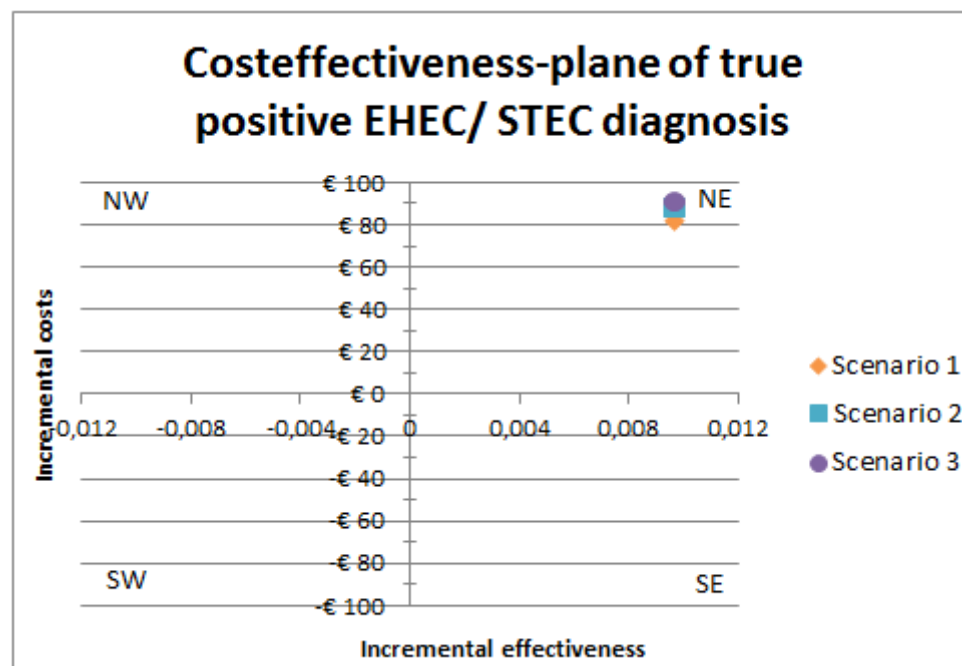 Costeffectiveness-plane of true
positive EHEC/ STEC diagnosis
NW
€ 100
NE
€ 80
€ 60
€ 40
€ 20
€ 0
-0,012
-0,008
-0,004
0
0,004
0,008
0,012
-€ 20
-€ 40
-€ 60
-€ 80
-€ 100
SW
SE
Incremental costs
Incremental effectiveness
Scenario 1
Scenario 2
Scenario 3